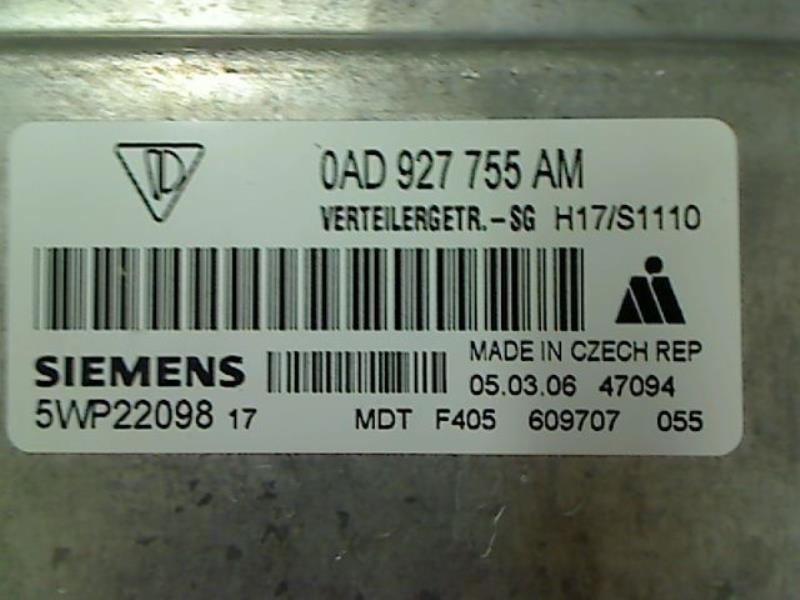 0AD 927 755 AM
VERTEILERGETR.-SG H17/S1110
MADE IN CZECH REP
SIEMENS 05.03.06 47094
5WP22098 17 MDT F405 609707 055